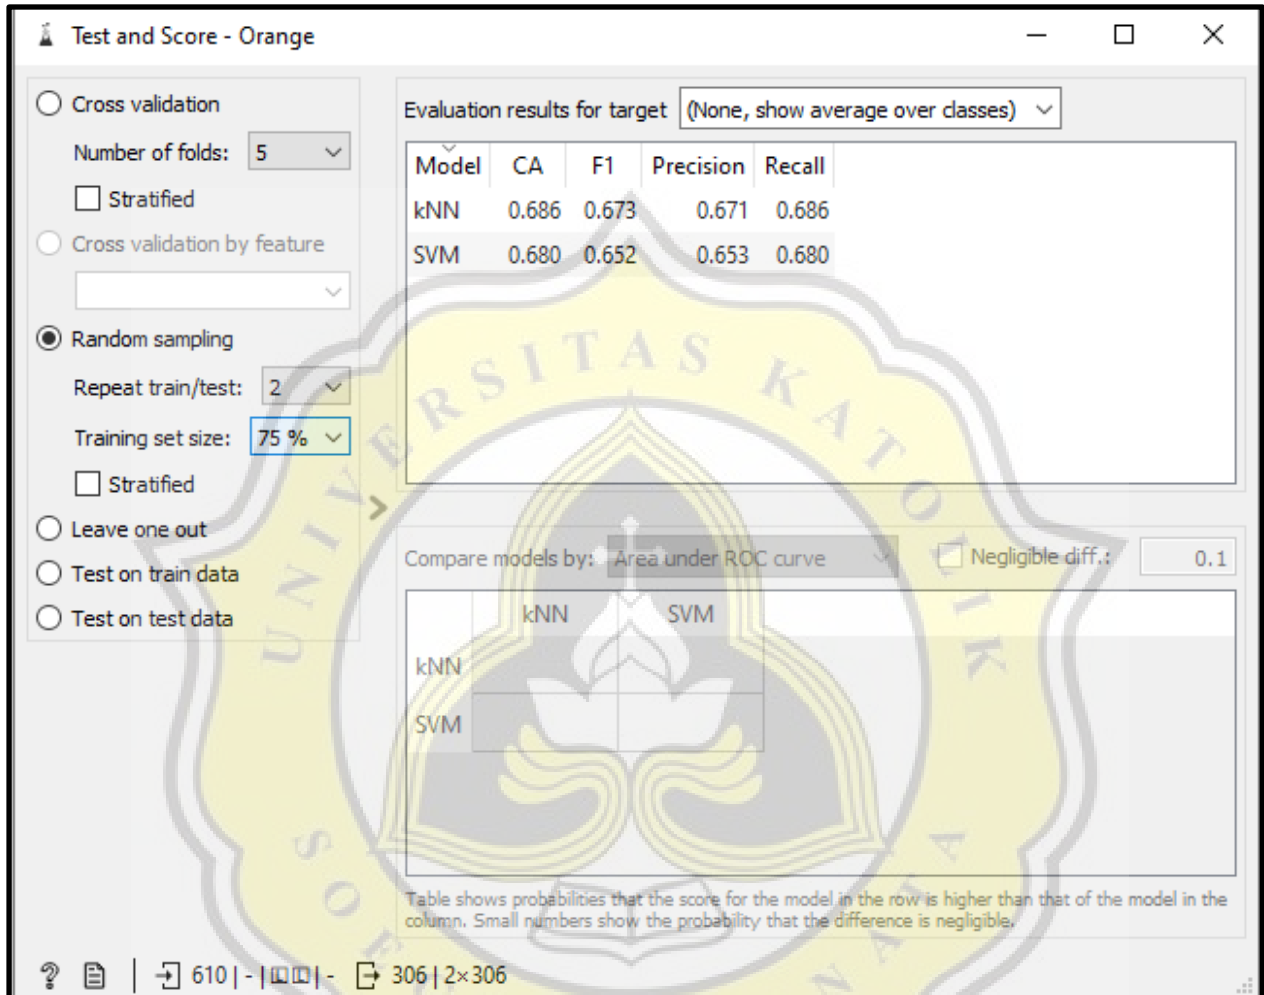 Test and Score - Orange
Cross validation
Number of folds: 5
Stratified
Cross validation by feature
Random sampling
Repeat train/test: 2
Training set size: 75 %
Stratified
Leave one out
Test on train data
Test on test data
Evaluation results for target (None, show average over classes)
Model CA F1 Precision Recall
kNN 0.686 0.673 0.671 0.686
SVM 0.680 0.652 0.653 0.680
Compare models by: Area under ROC curve Negligible diff.: 0.1
kNN SVM
kNN
SVM
Table shows probabilities that the score for the model in the row is higher than that of the model in the
column. Small numbers show the probability that the difference is negligible.
? | 610 | - | - 306 | 2×306
UNIVERSITAS KATOLIK